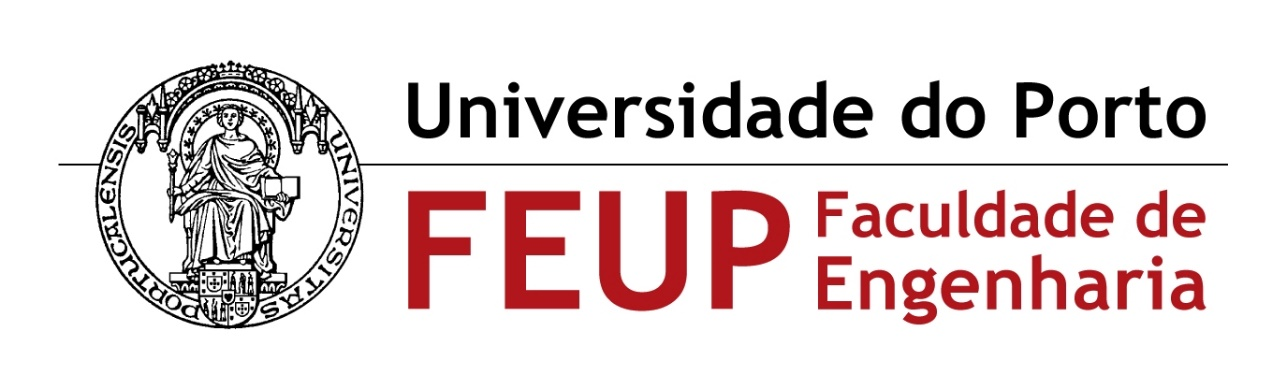 UNIVERSITAS PORTUCALENSIS
Universidade do Porto
FEUP
Faculdade de
Engenharia